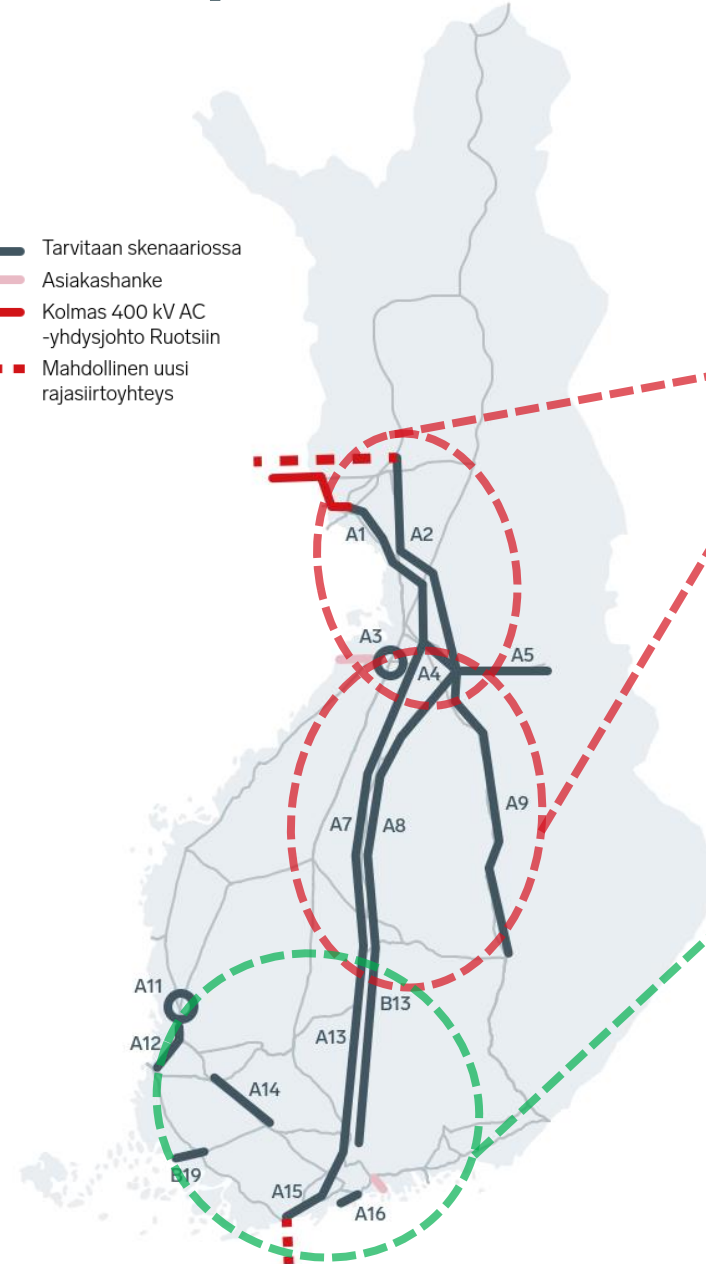 Tarvitaan skenaariossa
Asiakashanke
Kolmas 400 kV AC
-yhdysjohto Ruotsiin
Mahdollinen uusi
rajasiirtoyhteys
A1
A2
A3
A4
A5
A7
A8
A9
A11
B13
A12
A13
A14
B19
A15
A16